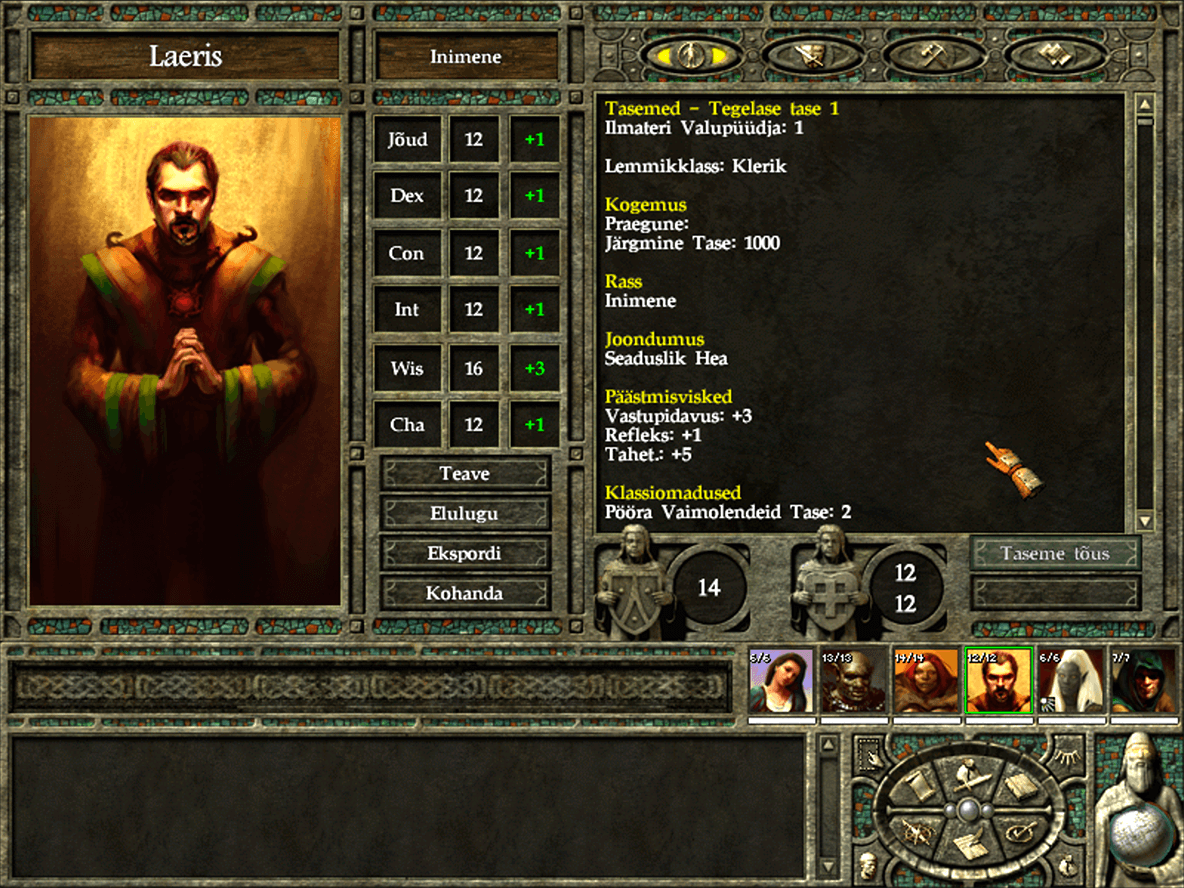 Laeris
Inimene
Jõud 12 +1
Dex 12 +1
Con 12 +1
Int 12 +1
Wis 16 +3
Cha 12 +1
Teave
Elulugu
Ekspordi
Kohanda
Tasemed - Tegelase tase 1
Ilmateri Valupüüdja: 1
Lemmikklass: Klerik
Kogemus
Praegune:
Järgmine Tase: 1000
Rass
Inimene
Joondumus
Seaduslik Hea
Päästmisvisked
Vastupidavus: +3
Refleks: +1
Tahet.: +5
Klassiomadused
Pööra Vaimolendeid Tase: 2
14
12
12
Taseme tõus
13/13 14/14 12/12 6/6 7/7